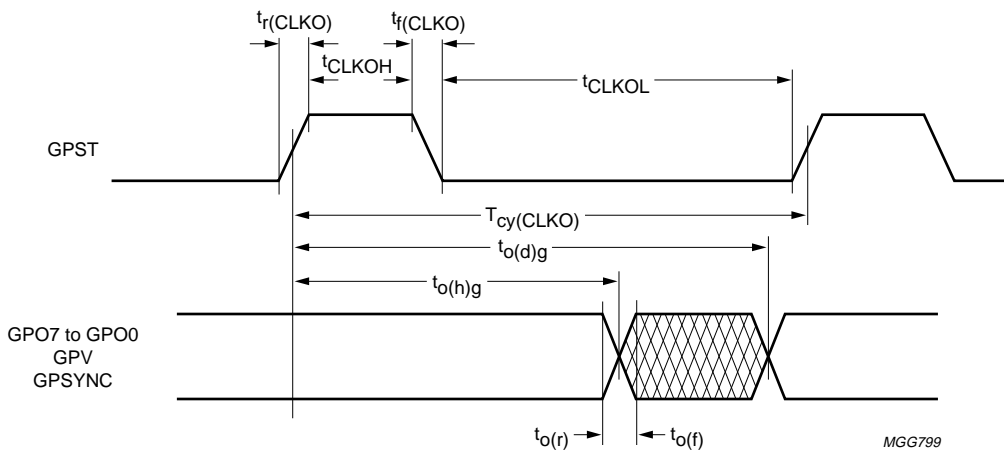 tr(CLKO) tf(CLKO)
tCLKOH
tCLKOL
GPST
Tcy(CLKO)
to(d)g
to(h)g
GPO7 to GPO0
GPV
GPSYNC
to(r) to(f)
MGG799